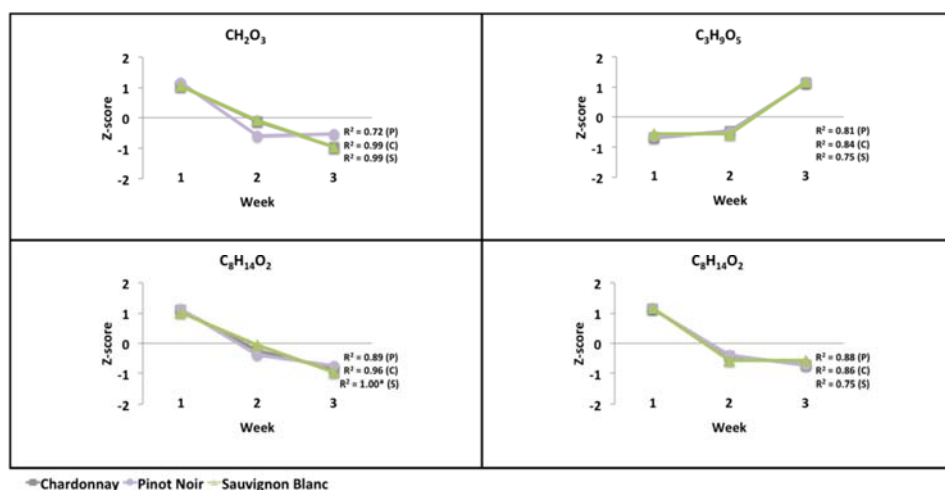 CH₂O₃
2
1
0
-1
-2
Z-score
R² = 0.72 (P)
R² = 0.99 (C)
R² = 0.99 (S)
1 2 3
Week
C₃H₉O₅
2
1
0
-1
-2
Z-score
R² = 0.81 (P)
R² = 0.84 (C)
R² = 0.75 (S)
1 2 3
Week
C₈H₁₄O₂
2
1
0
-1
-2
Z-score
R² = 0.89 (P)
R² = 0.96 (C)
R² = 1.00* (S)
1 2 3
Week
C₈H₁₄O₂
2
1
0
-1
-2
Z-score
R² = 0.88 (P)
R² = 0.86 (C)
R² = 0.75 (S)
1 2 3
Week
Chardonnay Pinot Noir Sauvignon Blanc